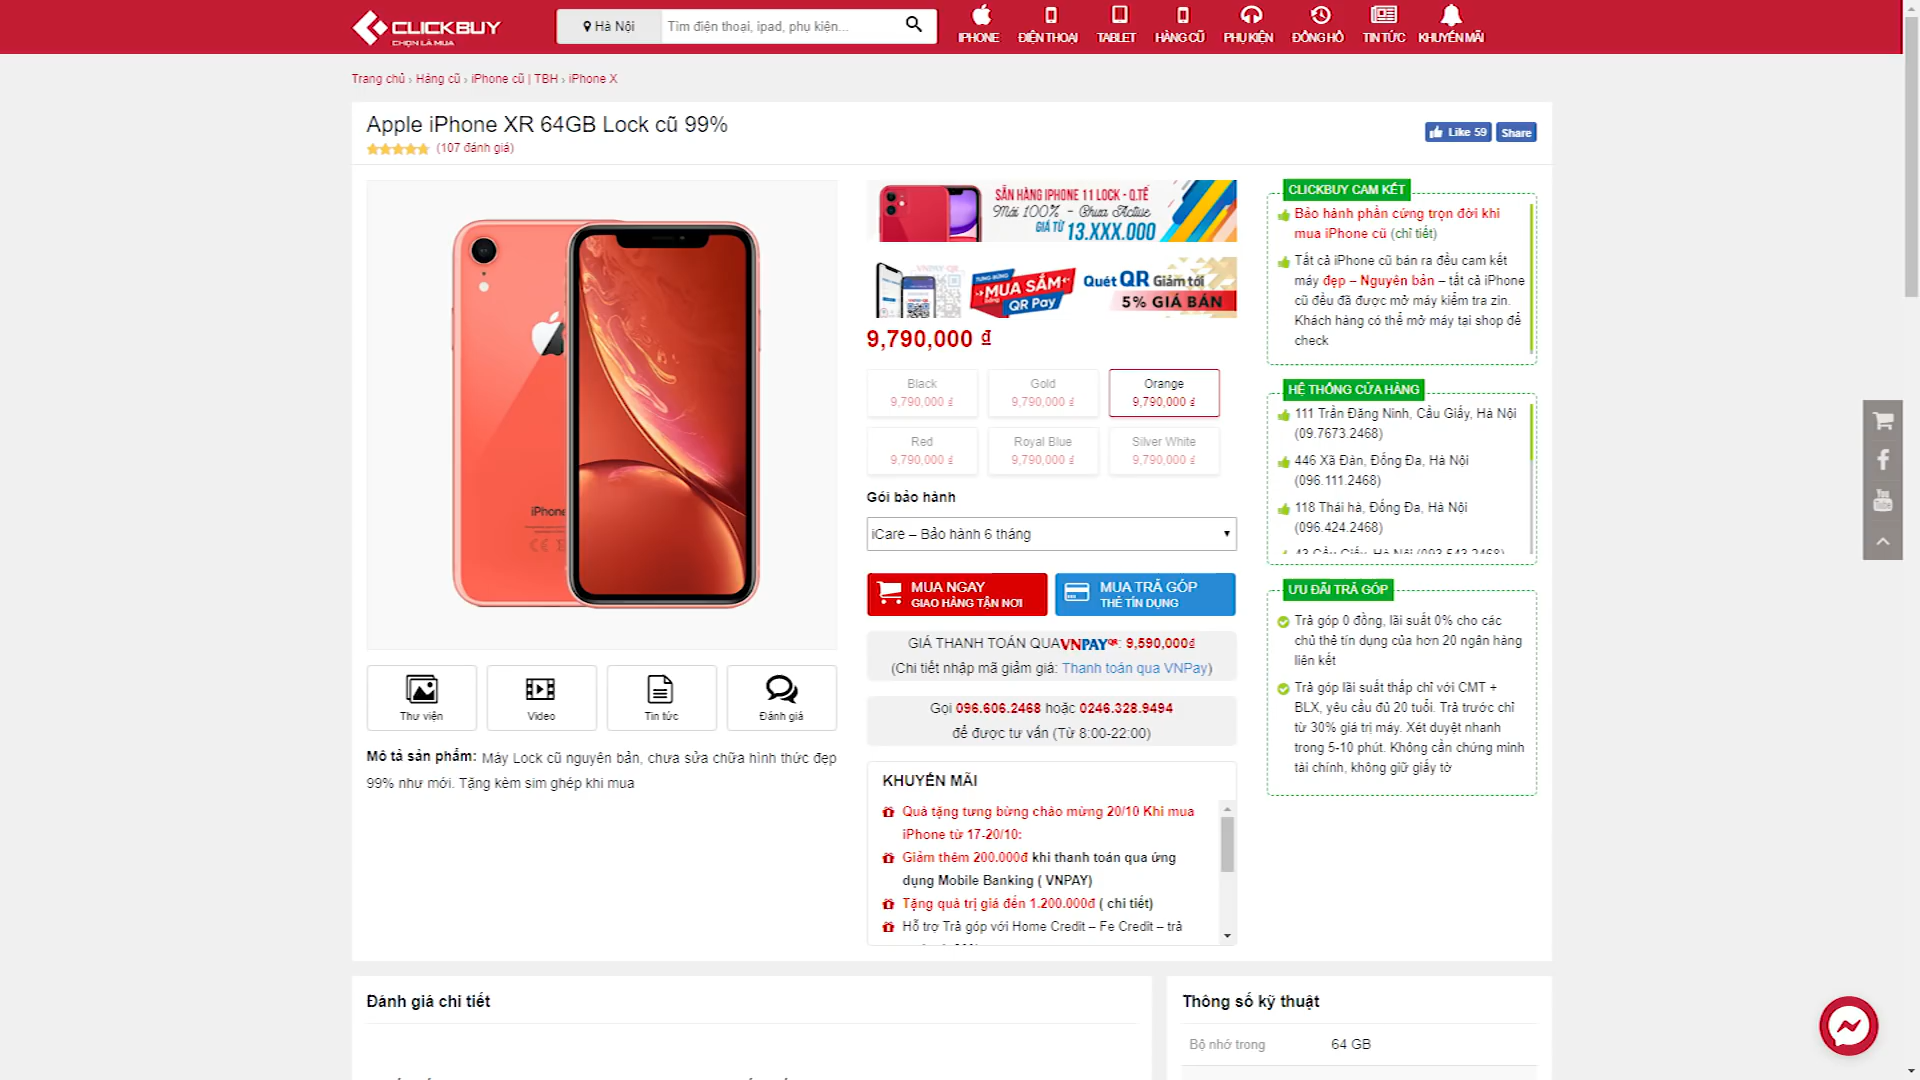 CLICKBUY
CHỌN LÀ MUA
Hà Nội
Tìm điện thoại, ipad, phụ kiện...
IPHONE
ĐIỆN THOẠI
TABLET
HÀNG CŨ
PHỤ KIỆN
ĐỒNG HỒ
TIN TỨC
KHUYẾN MÃI
Trang chủ › Hàng cũ › iPhone cũ | TBH › iPhone X
Apple iPhone XR 64GB Lock cũ 99%
(107 đánh giá)
Like 59
Share
iPhone
Thư viện
Video
Tin tức
Đánh giá
Mô tả sản phẩm: Máy Lock cũ nguyên bản, chưa sửa chữa hình thức đẹp
99% như mới. Tặng kèm sim ghép khi mua
SẴN HÀNG IPHONE 11 LOCK - Q.TẾ
Mới 100% - Chưa Active
GIÁ TỪ 13.XXX.000
VNPAY QR
TƯNG BỪNG
MUA SẮM
QR Pay
Quét QR Giảm tới
5% GIÁ BÁN
9,790,000 ₫
Black
9,790,000 ₫
Gold
9,790,000 ₫
Orange
9,790,000 ₫
Red
9,790,000 ₫
Royal Blue
9,790,000 ₫
Silver White
9,790,000 ₫
Gói bảo hành
iCare – Bảo hành 6 tháng
MUA NGAY
GIAO HÀNG TẬN NƠI
MUA TRẢ GÓP
THẺ TÍN DỤNG
GIÁ THANH TOÁN QUA VNPAY QR: 9,590,000₫
(Chi tiết nhập mã giảm giá: Thanh toán qua VNPay)
Gọi 096.606.2468 hoặc 0246.328.9494
để được tư vấn (Từ 8:00-22:00)
KHUYẾN MÃI
Quà tặng tưng bừng chào mừng 20/10 Khi mua
iPhone từ 17-20/10:
Giảm thêm 200.000đ khi thanh toán qua ứng
dụng Mobile Banking ( VNPAY)
Tặng quà trị giá đến 1.200.000đ ( chi tiết)
Hỗ trợ Trả góp với Home Credit – Fe Credit – trả
CLICKBUY CAM KẾT
Bảo hành phần cứng trọn đời khi
mua iPhone cũ (chi tiết)
Tất cả iPhone cũ bán ra đều cam kết
máy đẹp – Nguyên bản – tất cả iPhone
cũ đều đã được mở máy kiểm tra zin.
Khách hàng có thể mở máy tại shop để
check
HỆ THỐNG CỬA HÀNG
111 Trần Đăng Ninh, Cầu Giấy, Hà Nội
(09.7673.2468)
446 Xã Đàn, Đống Đa, Hà Nội
(096.111.2468)
118 Thái hà, Đống Đa, Hà Nội
(096.424.2468)
43 Cầu Giấy, Hà Nội (093.543.2468)
ƯU ĐÃI TRẢ GÓP
Trả góp 0 đồng, lãi suất 0% cho các
chủ thẻ tín dụng của hơn 20 ngân hàng
liên kết
Trả góp lãi suất thấp chỉ với CMT +
BLX, yêu cầu đủ 20 tuổi. Trả trước chỉ
từ 30% giá trị máy. Xét duyệt nhanh
trong 5-10 phút. Không cần chứng minh
tài chính, không giữ giấy tờ
You
Tube
Đánh giá chi tiết
Thông số kỹ thuật
Bộ nhớ trong 64 GB